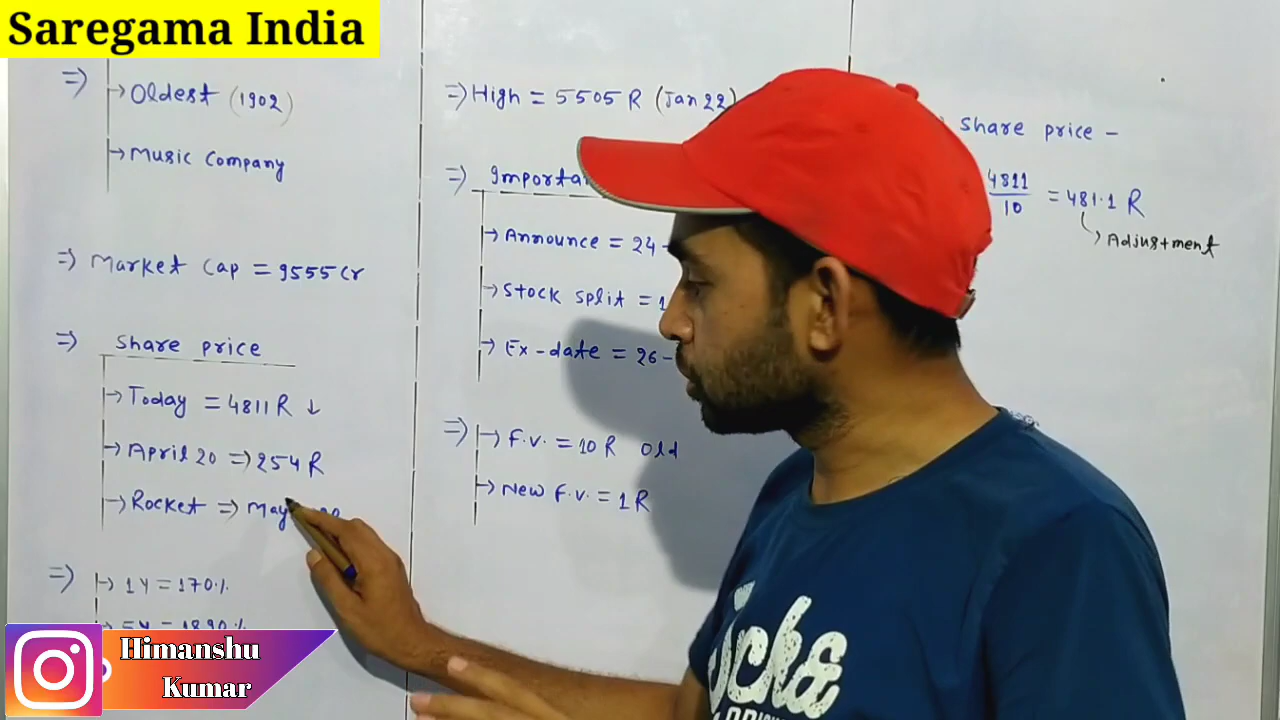 Saregama India
=> → Oldest (1902)
→ Music Company
=> Market Cap = 9555 Cr
=> Share price
→ Today = 4811 R ↓
→ April 20 => 254 R
→ Rocket => May
=> → 1Y = 170%
→ 5Y = 1890%
=> High = 5505 R (Jan 22)
=>
→ Announce = 24-
→ Stock split = 1
→ Ex-date = 26-
=> → F.V. = 10 R Old
→ New F.V. = 1 R
Share price -
4811/10 = 481.1 R
→ Adjustment
Himanshu
Kumar